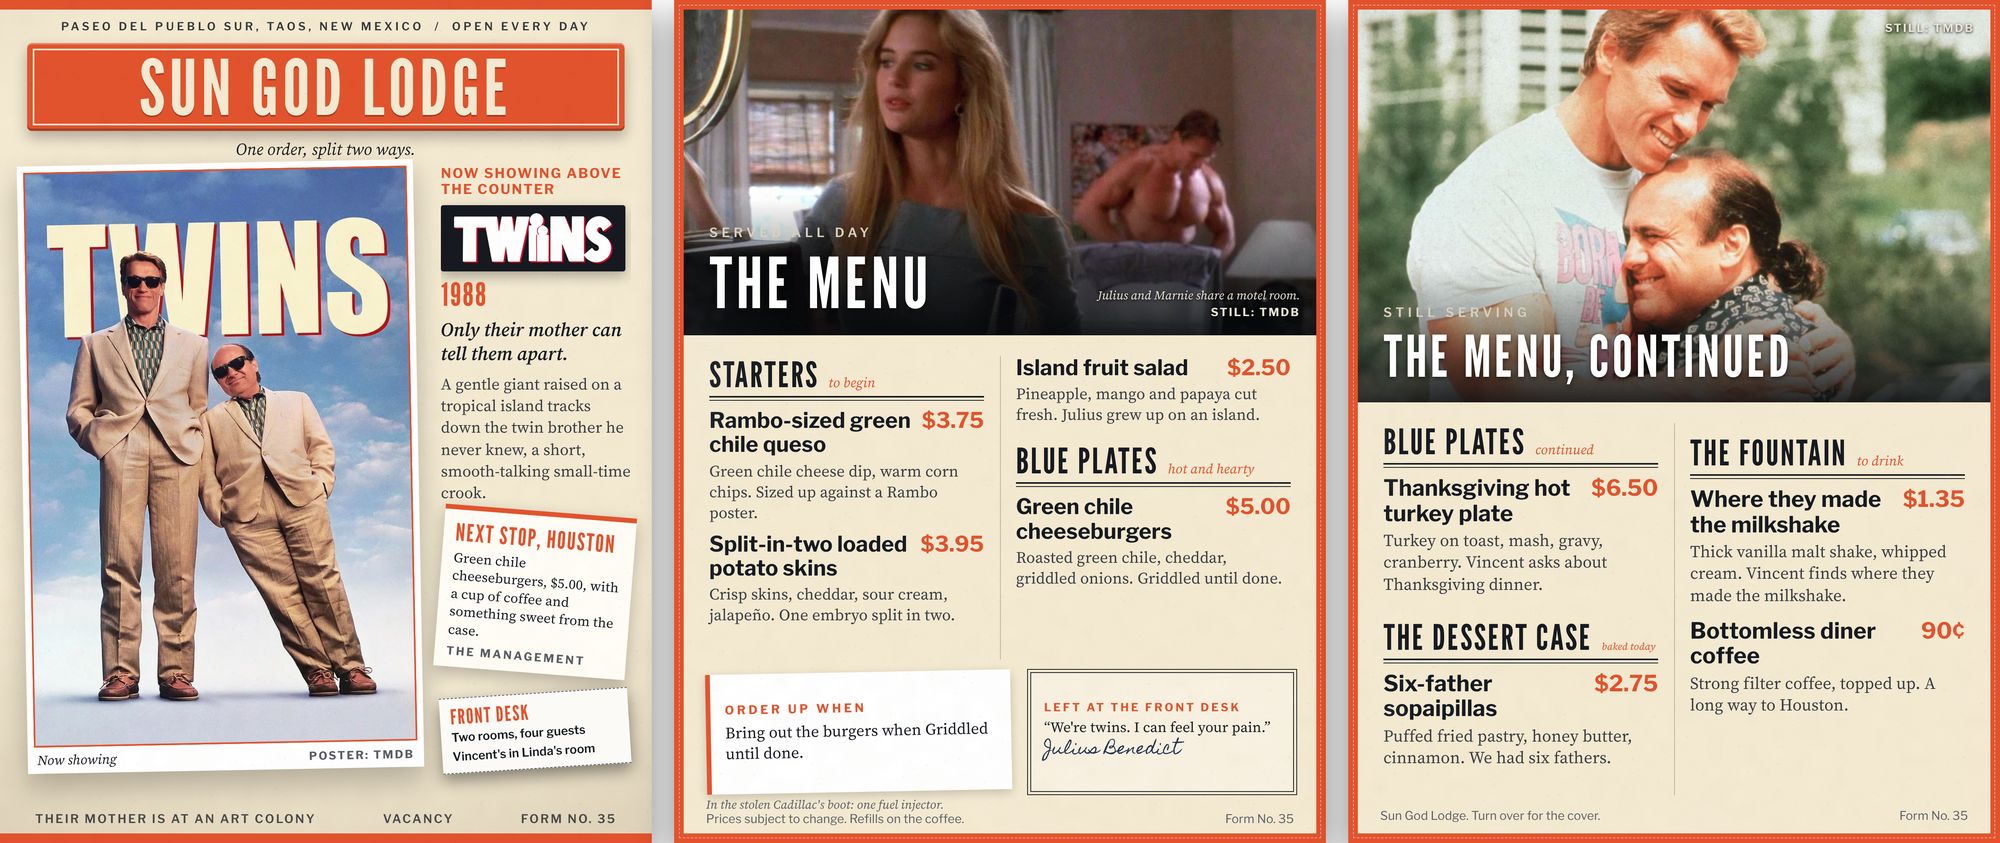 PASEO DEL PUEBLO SUR, TAOS, NEW MEXICO / OPEN EVERY DAY
SUN GOD LODGE
One order, split two ways.
TWINS
Now showing
POSTER: TMDB
NOW SHOWING ABOVE
THE COUNTER
TWiiNS
1988
Only their mother can
tell them apart.
A gentle giant raised on a
tropical island tracks
down the twin brother he
never knew, a short,
smooth-talking small-time
crook.
NEXT STOP, HOUSTON
Green chile
cheeseburgers, $5.00, with
a cup of coffee and
something sweet from the
case.
THE MANAGEMENT
FRONT DESK
Two rooms, four guests
Vincent's in Linda's room
THEIR MOTHER IS AT AN ART COLONY
VACANCY
FORM NO. 35
SERVED ALL DAY
THE MENU
Julius and Marnie share a motel room.
STILL: TMDB
STARTERS to begin
Rambo-sized green $3.75
chile queso
Green chile cheese dip, warm corn
chips. Sized up against a Rambo
poster.
Split-in-two loaded $3.95
potato skins
Crisp skins, cheddar, sour cream,
jalapeño. One embryo split in two.
Island fruit salad $2.50
Pineapple, mango and papaya cut
fresh. Julius grew up on an island.
BLUE PLATES hot and hearty
Green chile $5.00
cheeseburgers
Roasted green chile, cheddar,
griddled onions. Griddled until done.
ORDER UP WHEN
Bring out the burgers when Griddled
until done.
LEFT AT THE FRONT DESK
“We're twins. I can feel your pain.”
Julius Benedict
In the stolen Cadillac's boot: one fuel injector.
Prices subject to change. Refills on the coffee.
Form No. 35
STILL: TMDB
BORN
BE
STILL SERVING
THE MENU, CONTINUED
BLUE PLATES continued
Thanksgiving hot $6.50
turkey plate
Turkey on toast, mash, gravy,
cranberry. Vincent asks about
Thanksgiving dinner.
THE DESSERT CASE baked today
Six-father $2.75
sopaipillas
Puffed fried pastry, honey butter,
cinnamon. We had six fathers.
THE FOUNTAIN to drink
Where they made $1.35
the milkshake
Thick vanilla malt shake, whipped
cream. Vincent finds where they
made the milkshake.
Bottomless diner 90¢
coffee
Strong filter coffee, topped up. A
long way to Houston.
Sun God Lodge. Turn over for the cover.
Form No. 35